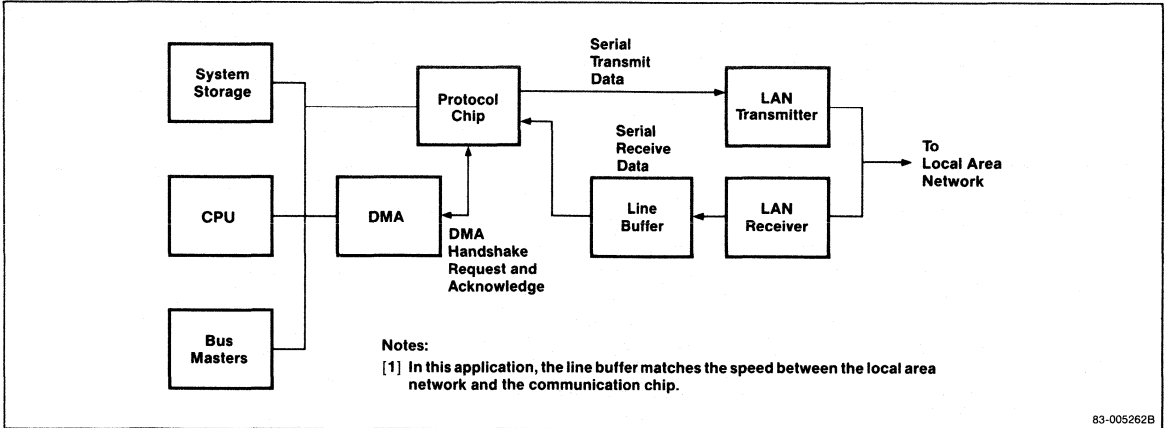 System
Storage
CPU
Bus
Masters
DMA
Protocol
Chip
DMA
Handshake
Request and
Acknowledge
Serial
Transmit
Data
Serial
Receive
Data
Line
Buffer
LAN
Transmitter
LAN
Receiver
To
Local Area
Network
Notes:
[1] In this application, the line buffer matches the speed between the local area
network and the communication chip.
83-005262B